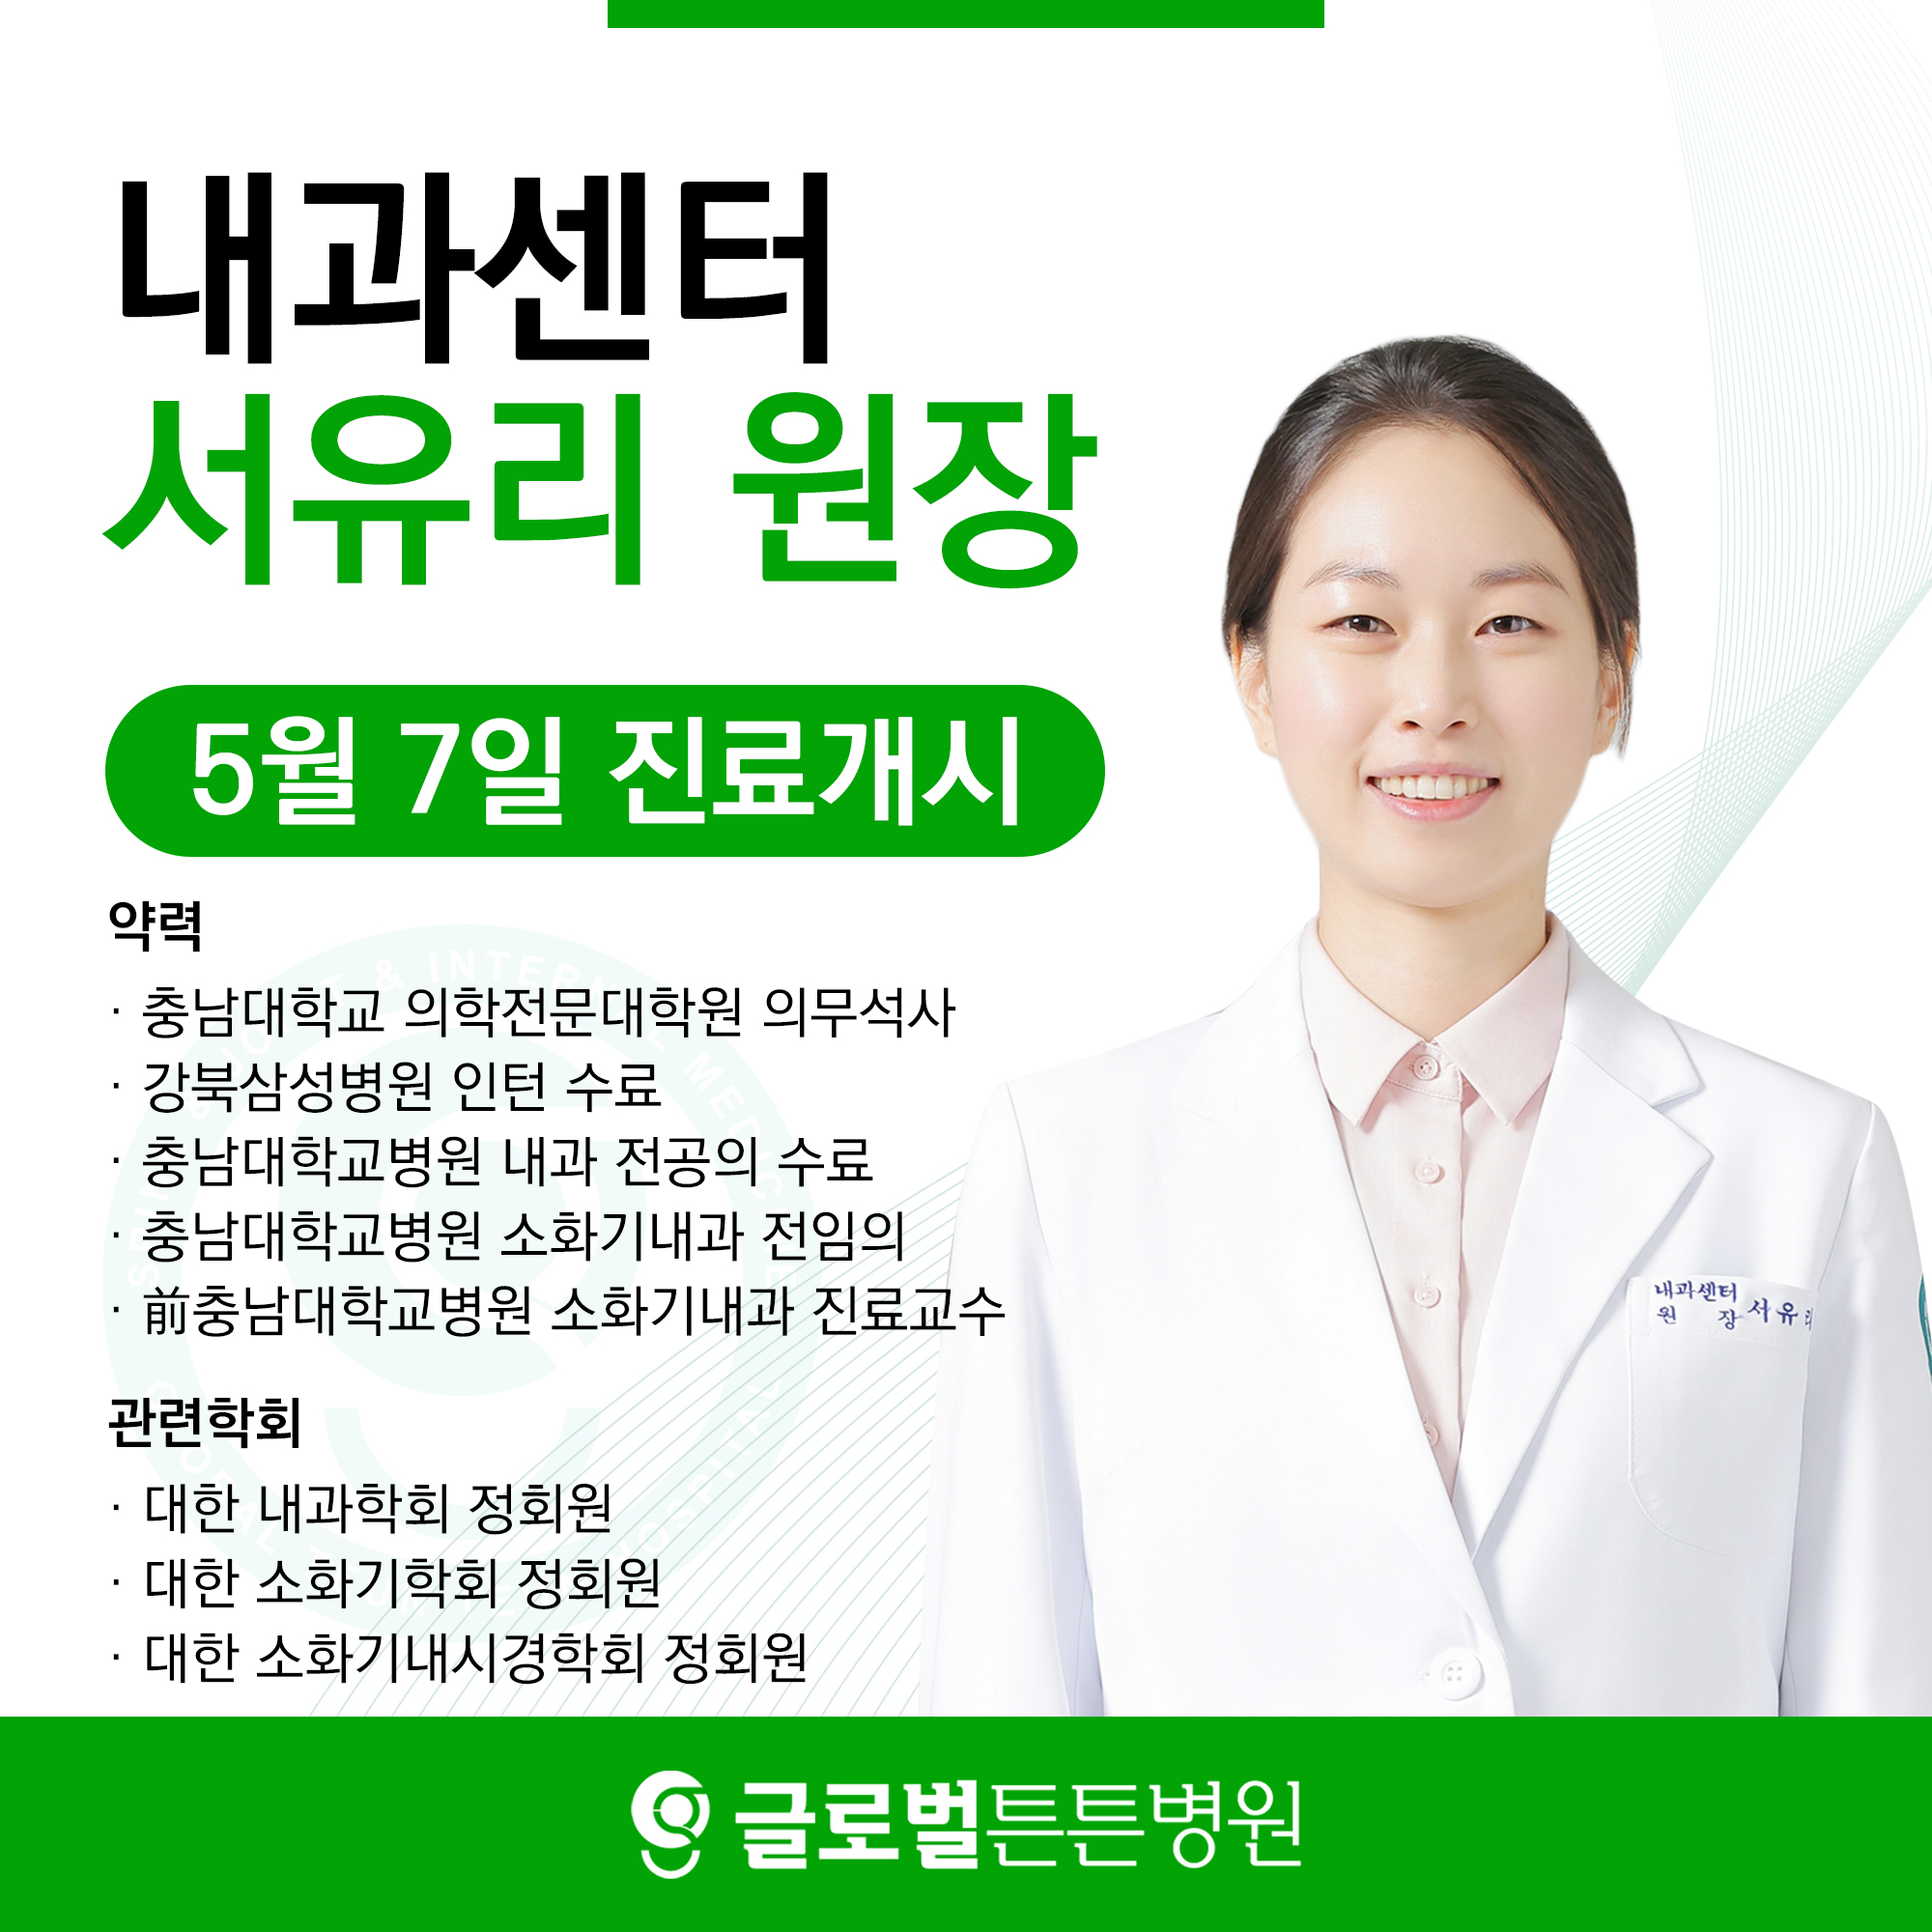 내과센터
서유리 원장
5월 7일 진료개시
약력
· 충남대학교 의학전문대학원 의무석사
· 강북삼성병원 인턴 수료
· 충남대학교병원 내과 전공의 수료
· 충남대학교병원 소화기내과 전임의
· 前충남대학교병원 소화기내과 진료교수
관련학회
· 대한 내과학회 정회원
· 대한 소화기학회 정회원
· 대한 소화기내시경학회 정회원
내과센터
원 장 서유리
& INTERNAL MEDIC
글로벌튼튼병원